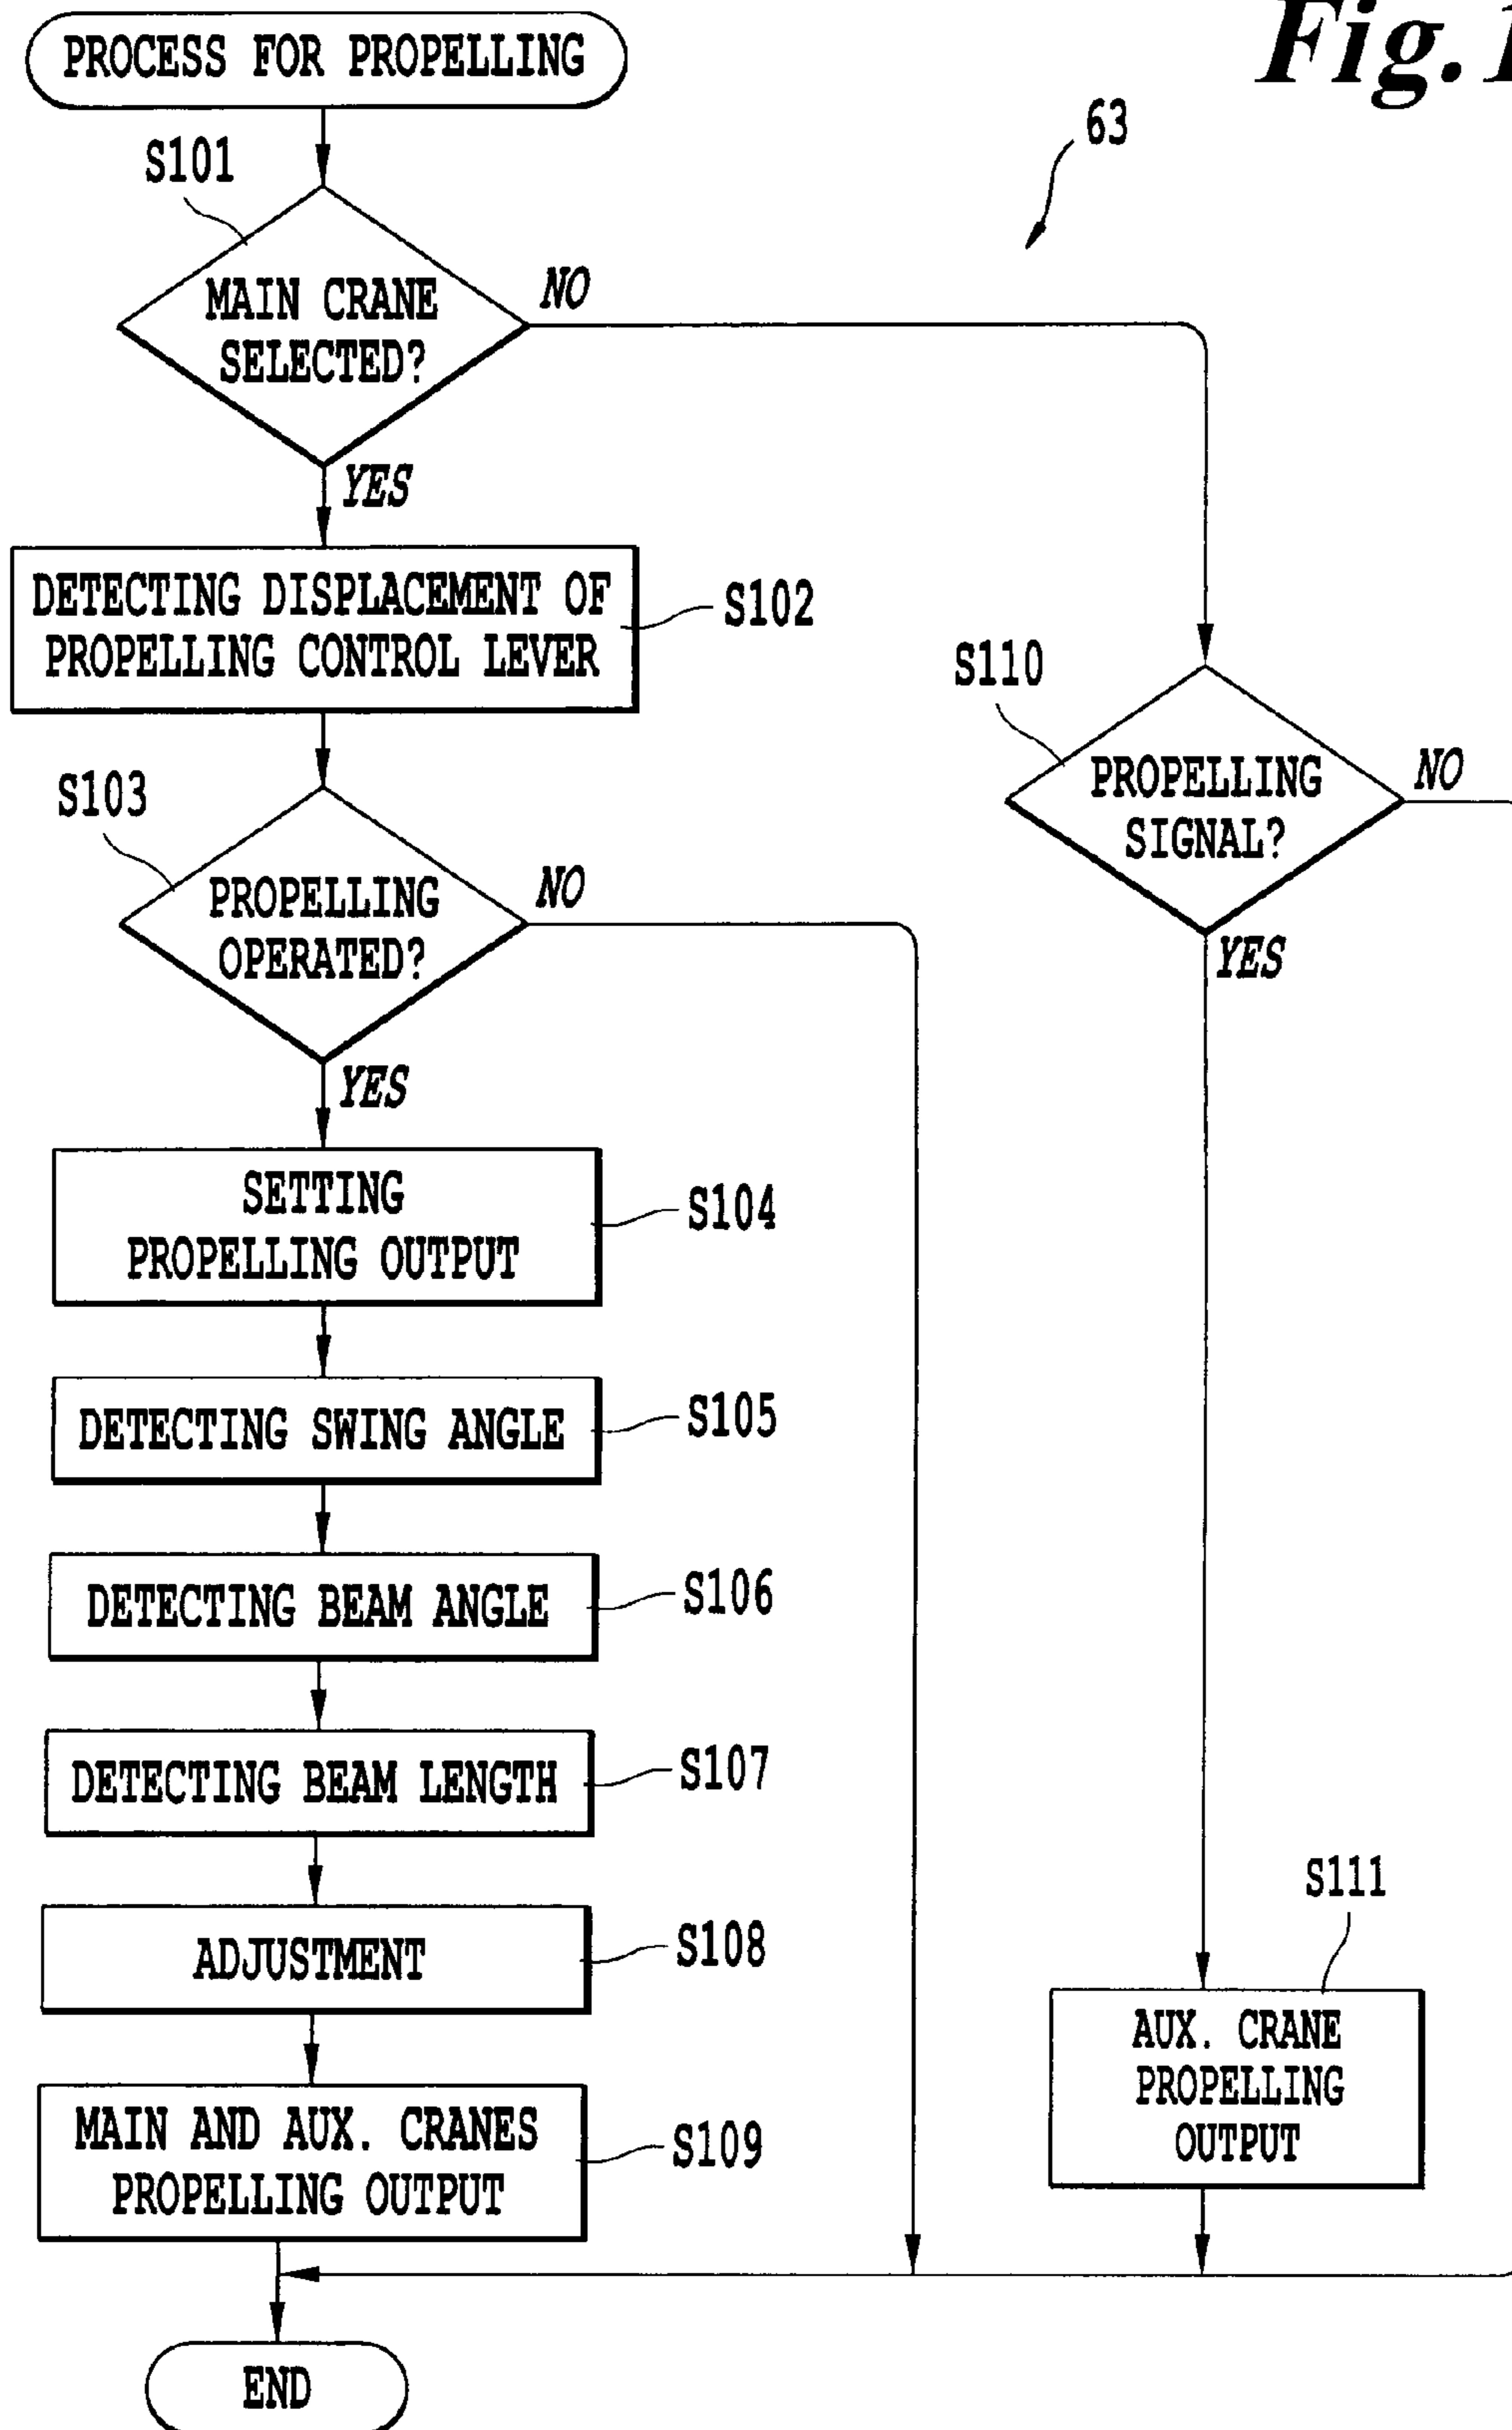 Fig.1
PROCESS FOR PROPELLING
63
S101
MAIN CRANE
SELECTED?
NO
YES
DETECTING DISPLACEMENT OF
PROPELLING CONTROL LEVER
S102
S103
PROPELLING
OPERATED?
NO
YES
S110
PROPELLING
SIGNAL?
NO
YES
SETTING
PROPELLING OUTPUT
S104
DETECTING SWING ANGLE
S105
DETECTING BEAM ANGLE
S106
DETECTING BEAM LENGTH
S107
ADJUSTMENT
S108
MAIN AND AUX. CRANES
PROPELLING OUTPUT
S109
S111
AUX. CRANE
PROPELLING
OUTPUT
END